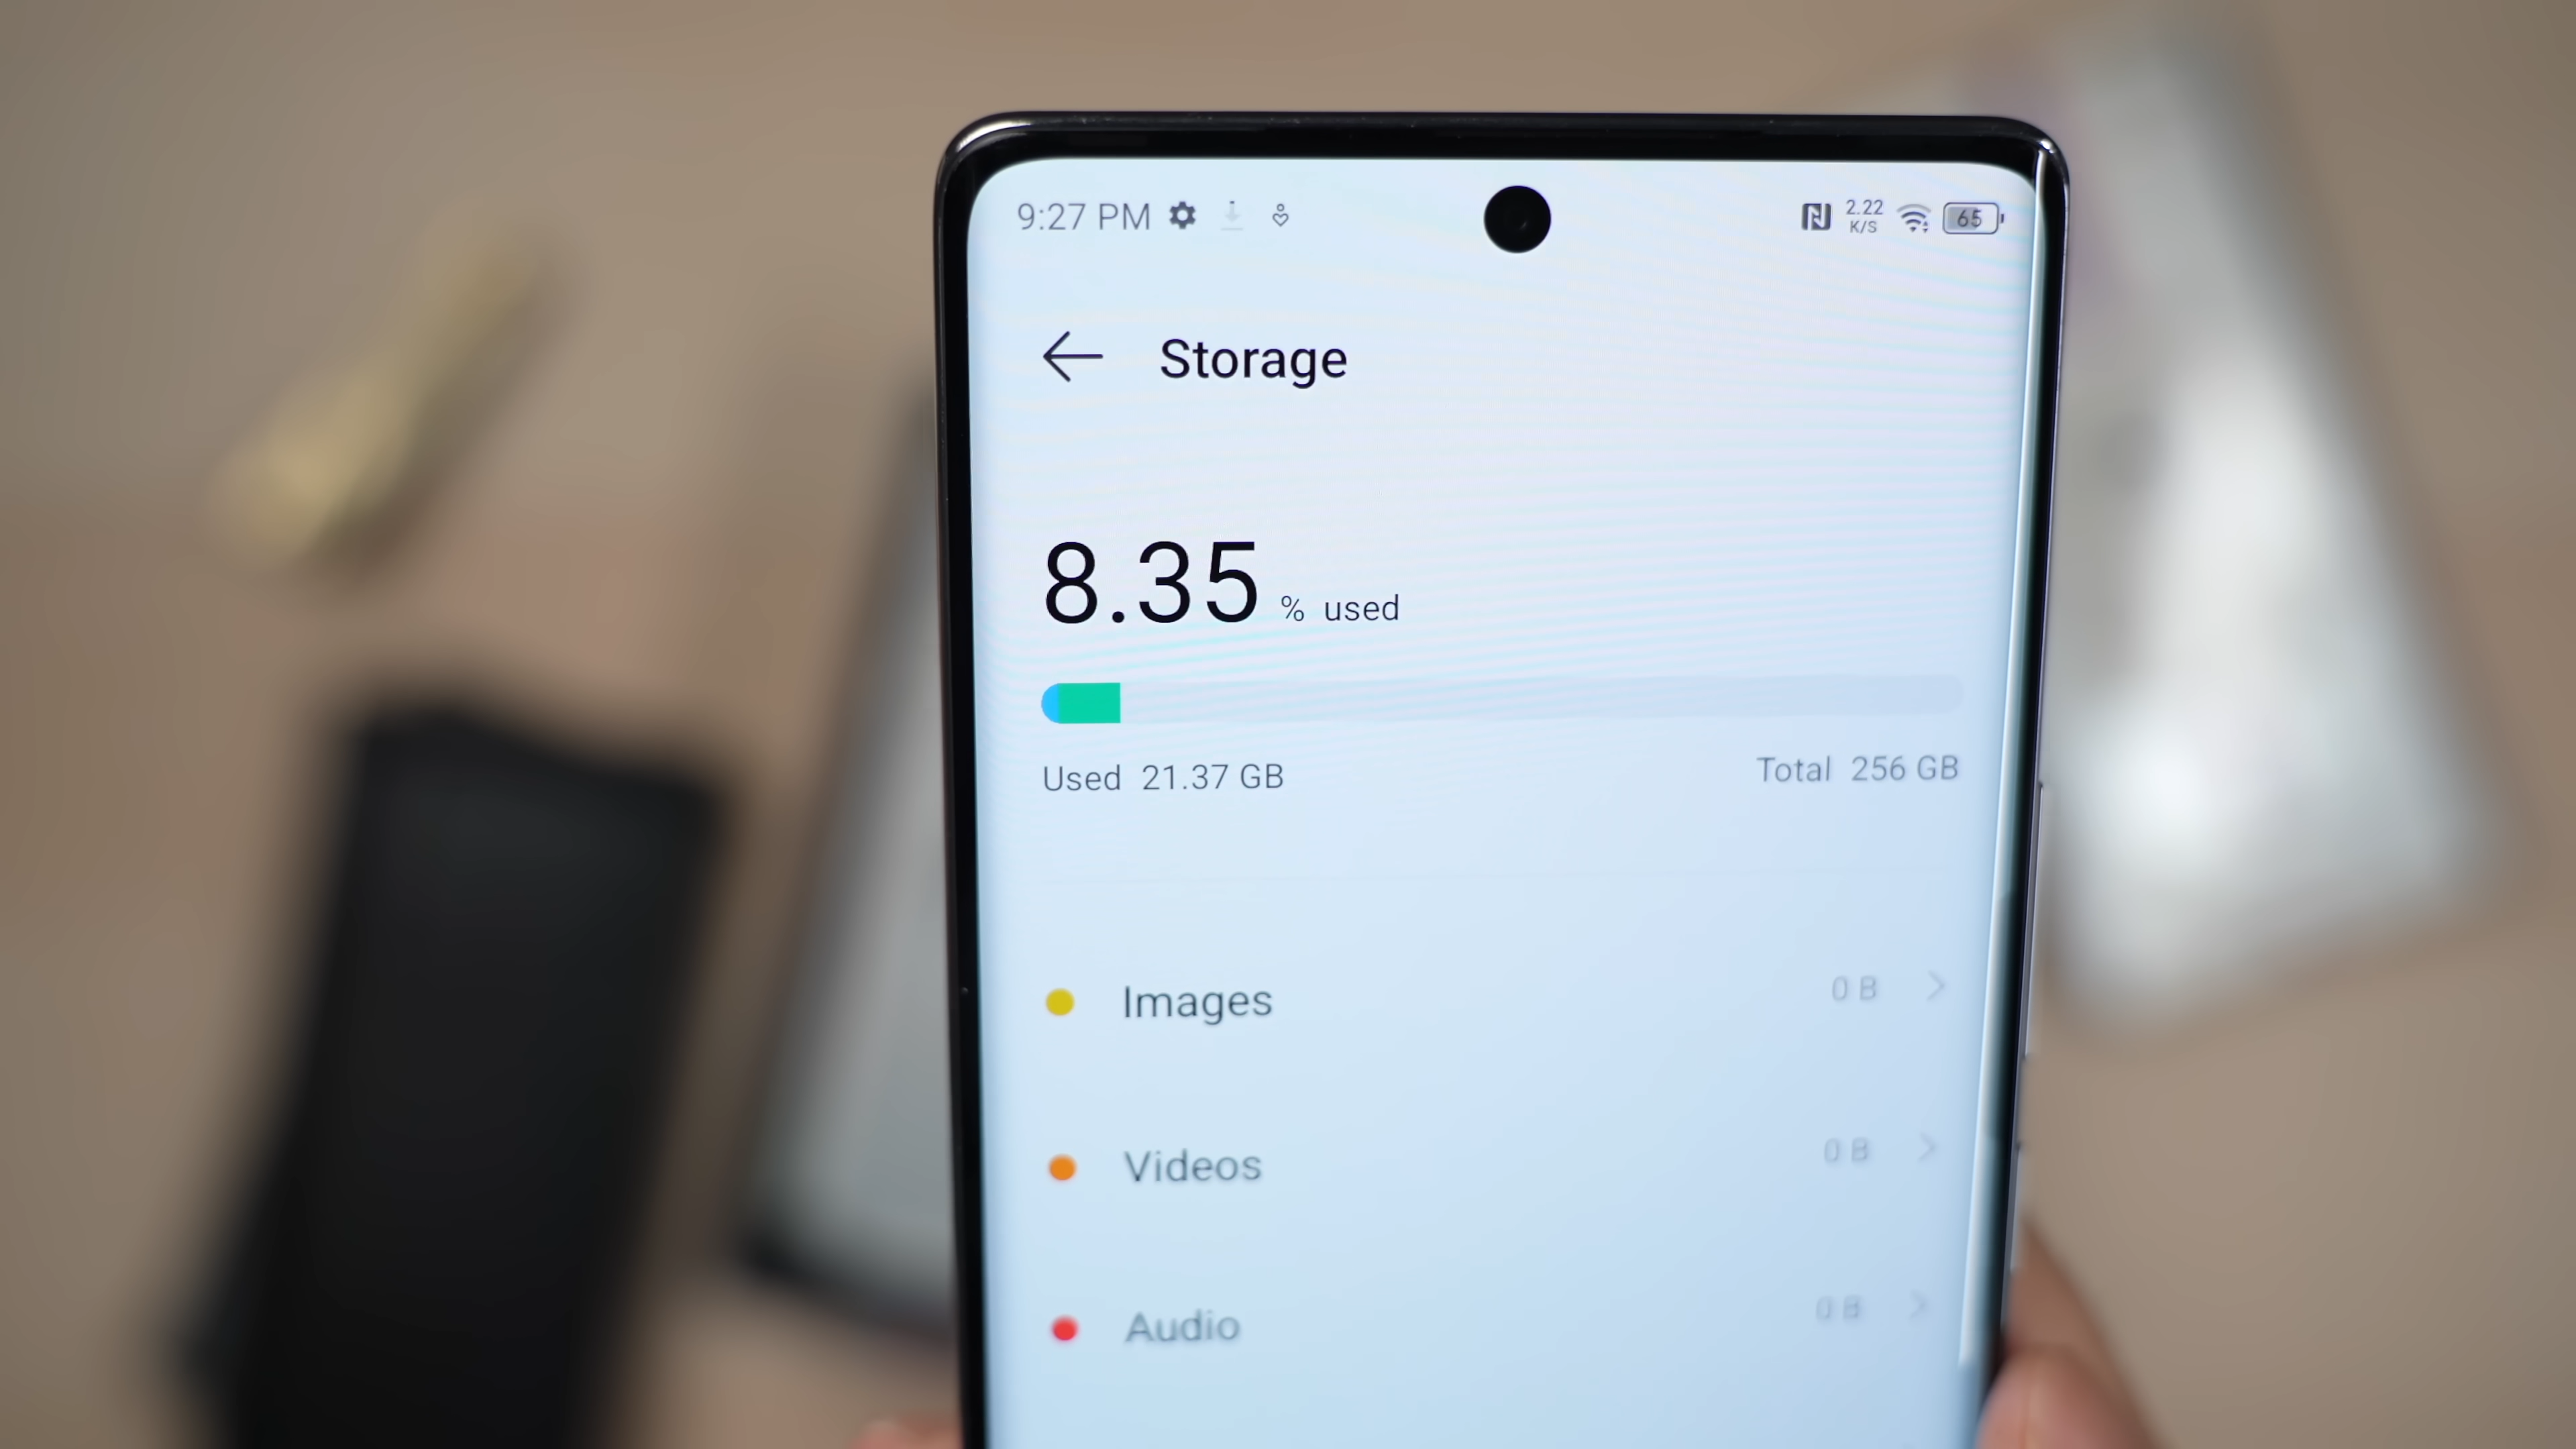 9:27 PM
2.22 K/S
65
Storage
8.35 % used
Used 21.37 GB
Total 256 GB
Images 0 B
Videos 0 B
Audio 0 B